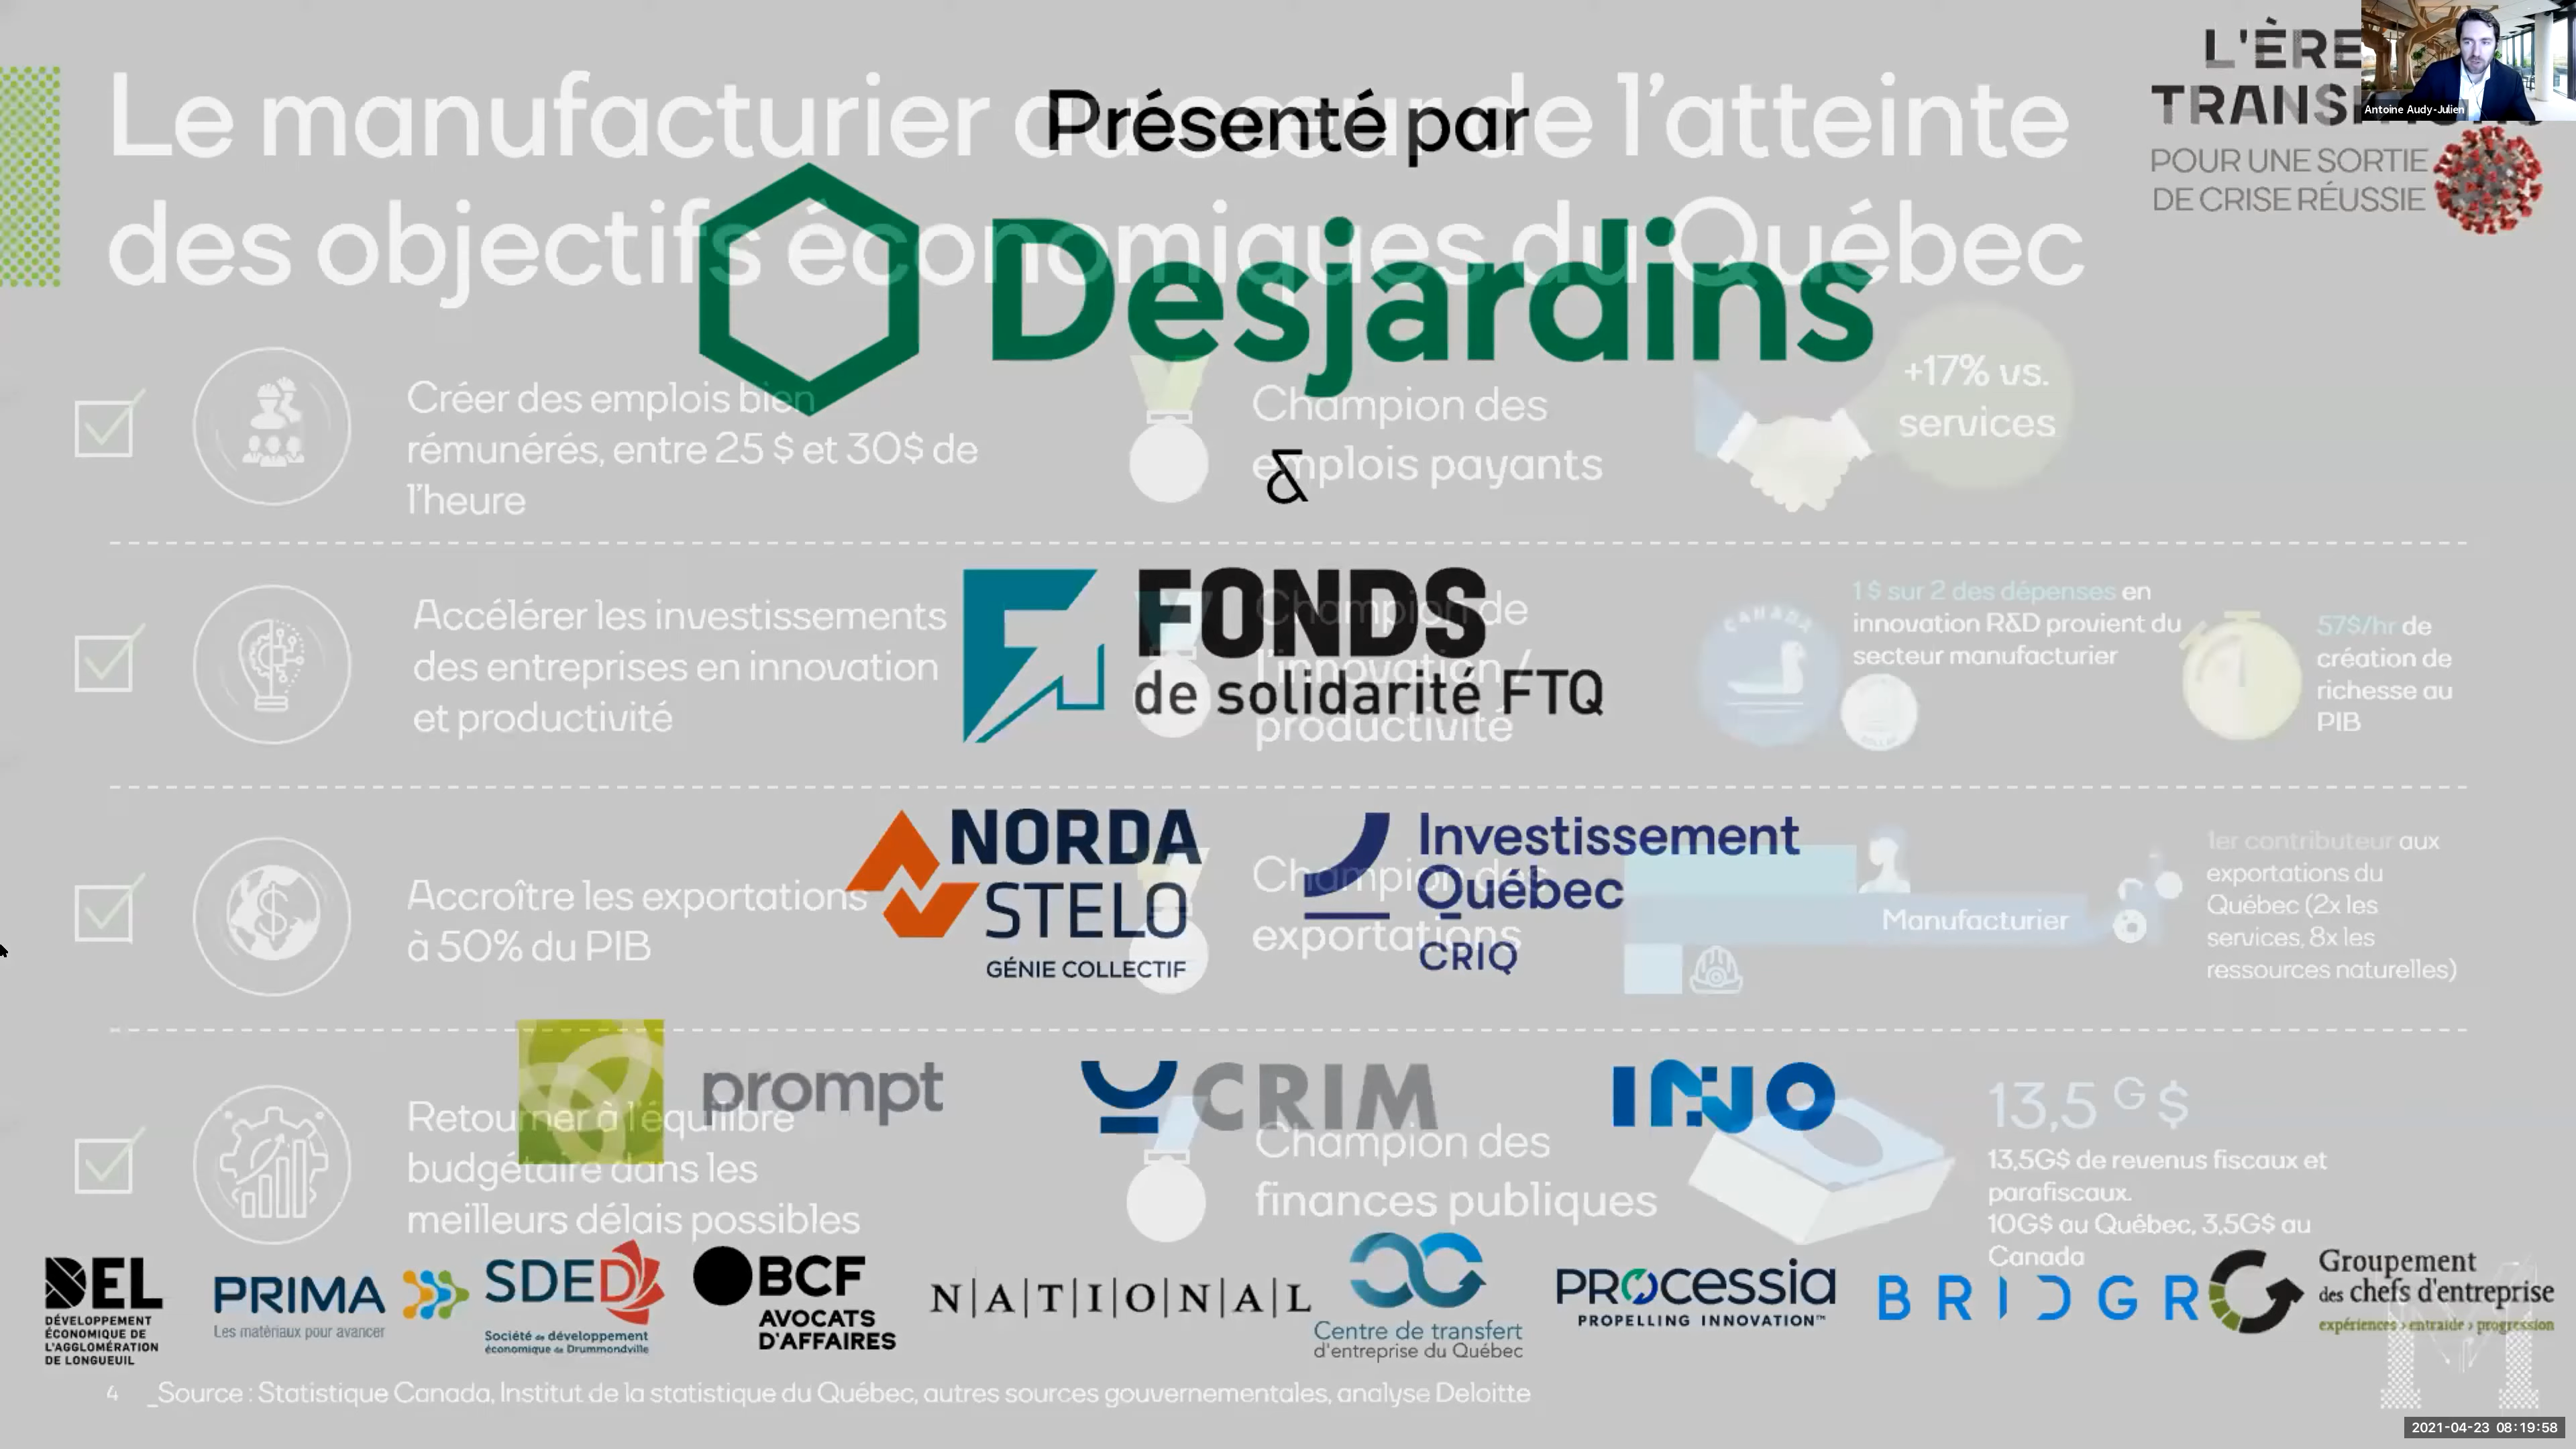 L'ÈRE
TRANS
POUR UNE SORTIE
DE CRISE RÉUSSIE
Antoine Audy-Julien
Le manufacturier au cœur de l'atteinte
des objectifs économiques du Québec
Présenté par
Desjardins
&
FONDS
de solidarité FTQ
NORDA
STELO
GÉNIE COLLECTIF
Investissement
Québec
CRIQ
prompt
CRIM
INO
Créer des emplois bien
rémunérés, entre 25 $ et 30$ de
l'heure
Champion des
emplois payants
+17% vs.
services
Accélérer les investissements
des entreprises en innovation
et productivité
Champion de
l'innovation /
productivité
CANADA
1 $ sur 2 des dépenses en
innovation R&D provient du
secteur manufacturier
57$/hr de
création de
richesse au
PIB
Accroître les exportations
à 50% du PIB
Champion des
exportations
Manufacturier
1er contributeur aux
exportations du
Québec (2x les
services, 8x les
ressources naturelles)
Retourner à l'équilibre
budgétaire dans les
meilleurs délais possibles
Champion des
finances publiques
13,5 G $
13,5G$ de revenus fiscaux et
parafiscaux.
10G$ au Québec, 3,5G$ au
Canada
DEL
DÉVELOPPEMENT
ÉCONOMIQUE DE
L'AGGLOMÉRATION
DE LONGUEUIL
PRIMA
Les matériaux pour avancer
SDED
Société de développement
économique de Drummondville
BCF
AVOCATS
D'AFFAIRES
N|A|T|I|O|N|A|L
Centre de transfert
d'entreprise du Québec
PROCESSIA
PROPELLING INNOVATION™
BRIDGR
Groupement
des chefs d'entreprise
expériences › entraide › progression
M
4 _Source : Statistique Canada, Institut de la statistique du Québec, autres sources gouvernementales, analyse Deloitte
2021-04-23 08:19:58